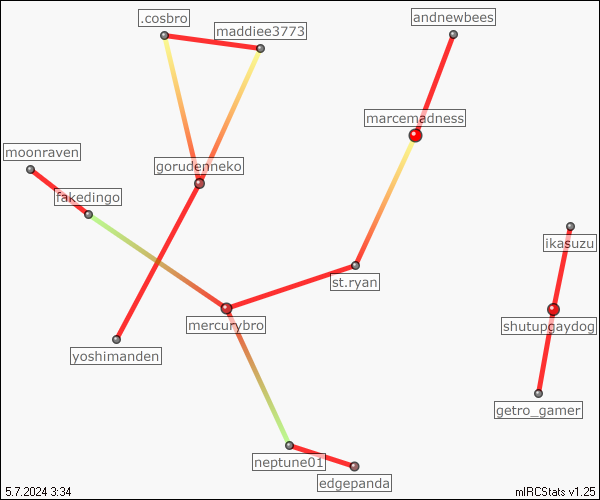 .cosbro
maddiee3773
andnewbees
marcemadness
moonraven
gorudenneko
fakedingo
ikasuzu
st.ryan
mercurybro
shutupgaydog
yoshimanden
getro_gamer
neptune01
edgepanda
5.7.2024 3:34
mIRCStats v1.25